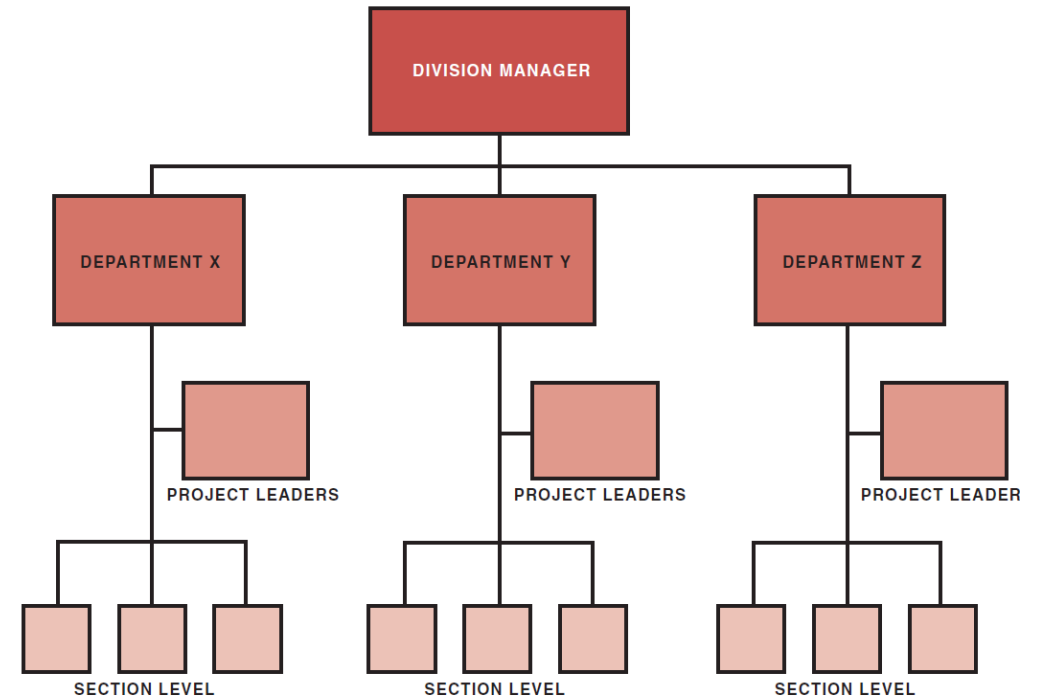 DIVISION MANAGER
DEPARTMENT X
DEPARTMENT Y
DEPARTMENT Z
PROJECT LEADERS
PROJECT LEADERS
PROJECT LEADER
SECTION LEVEL
SECTION LEVEL
SECTION LEVEL